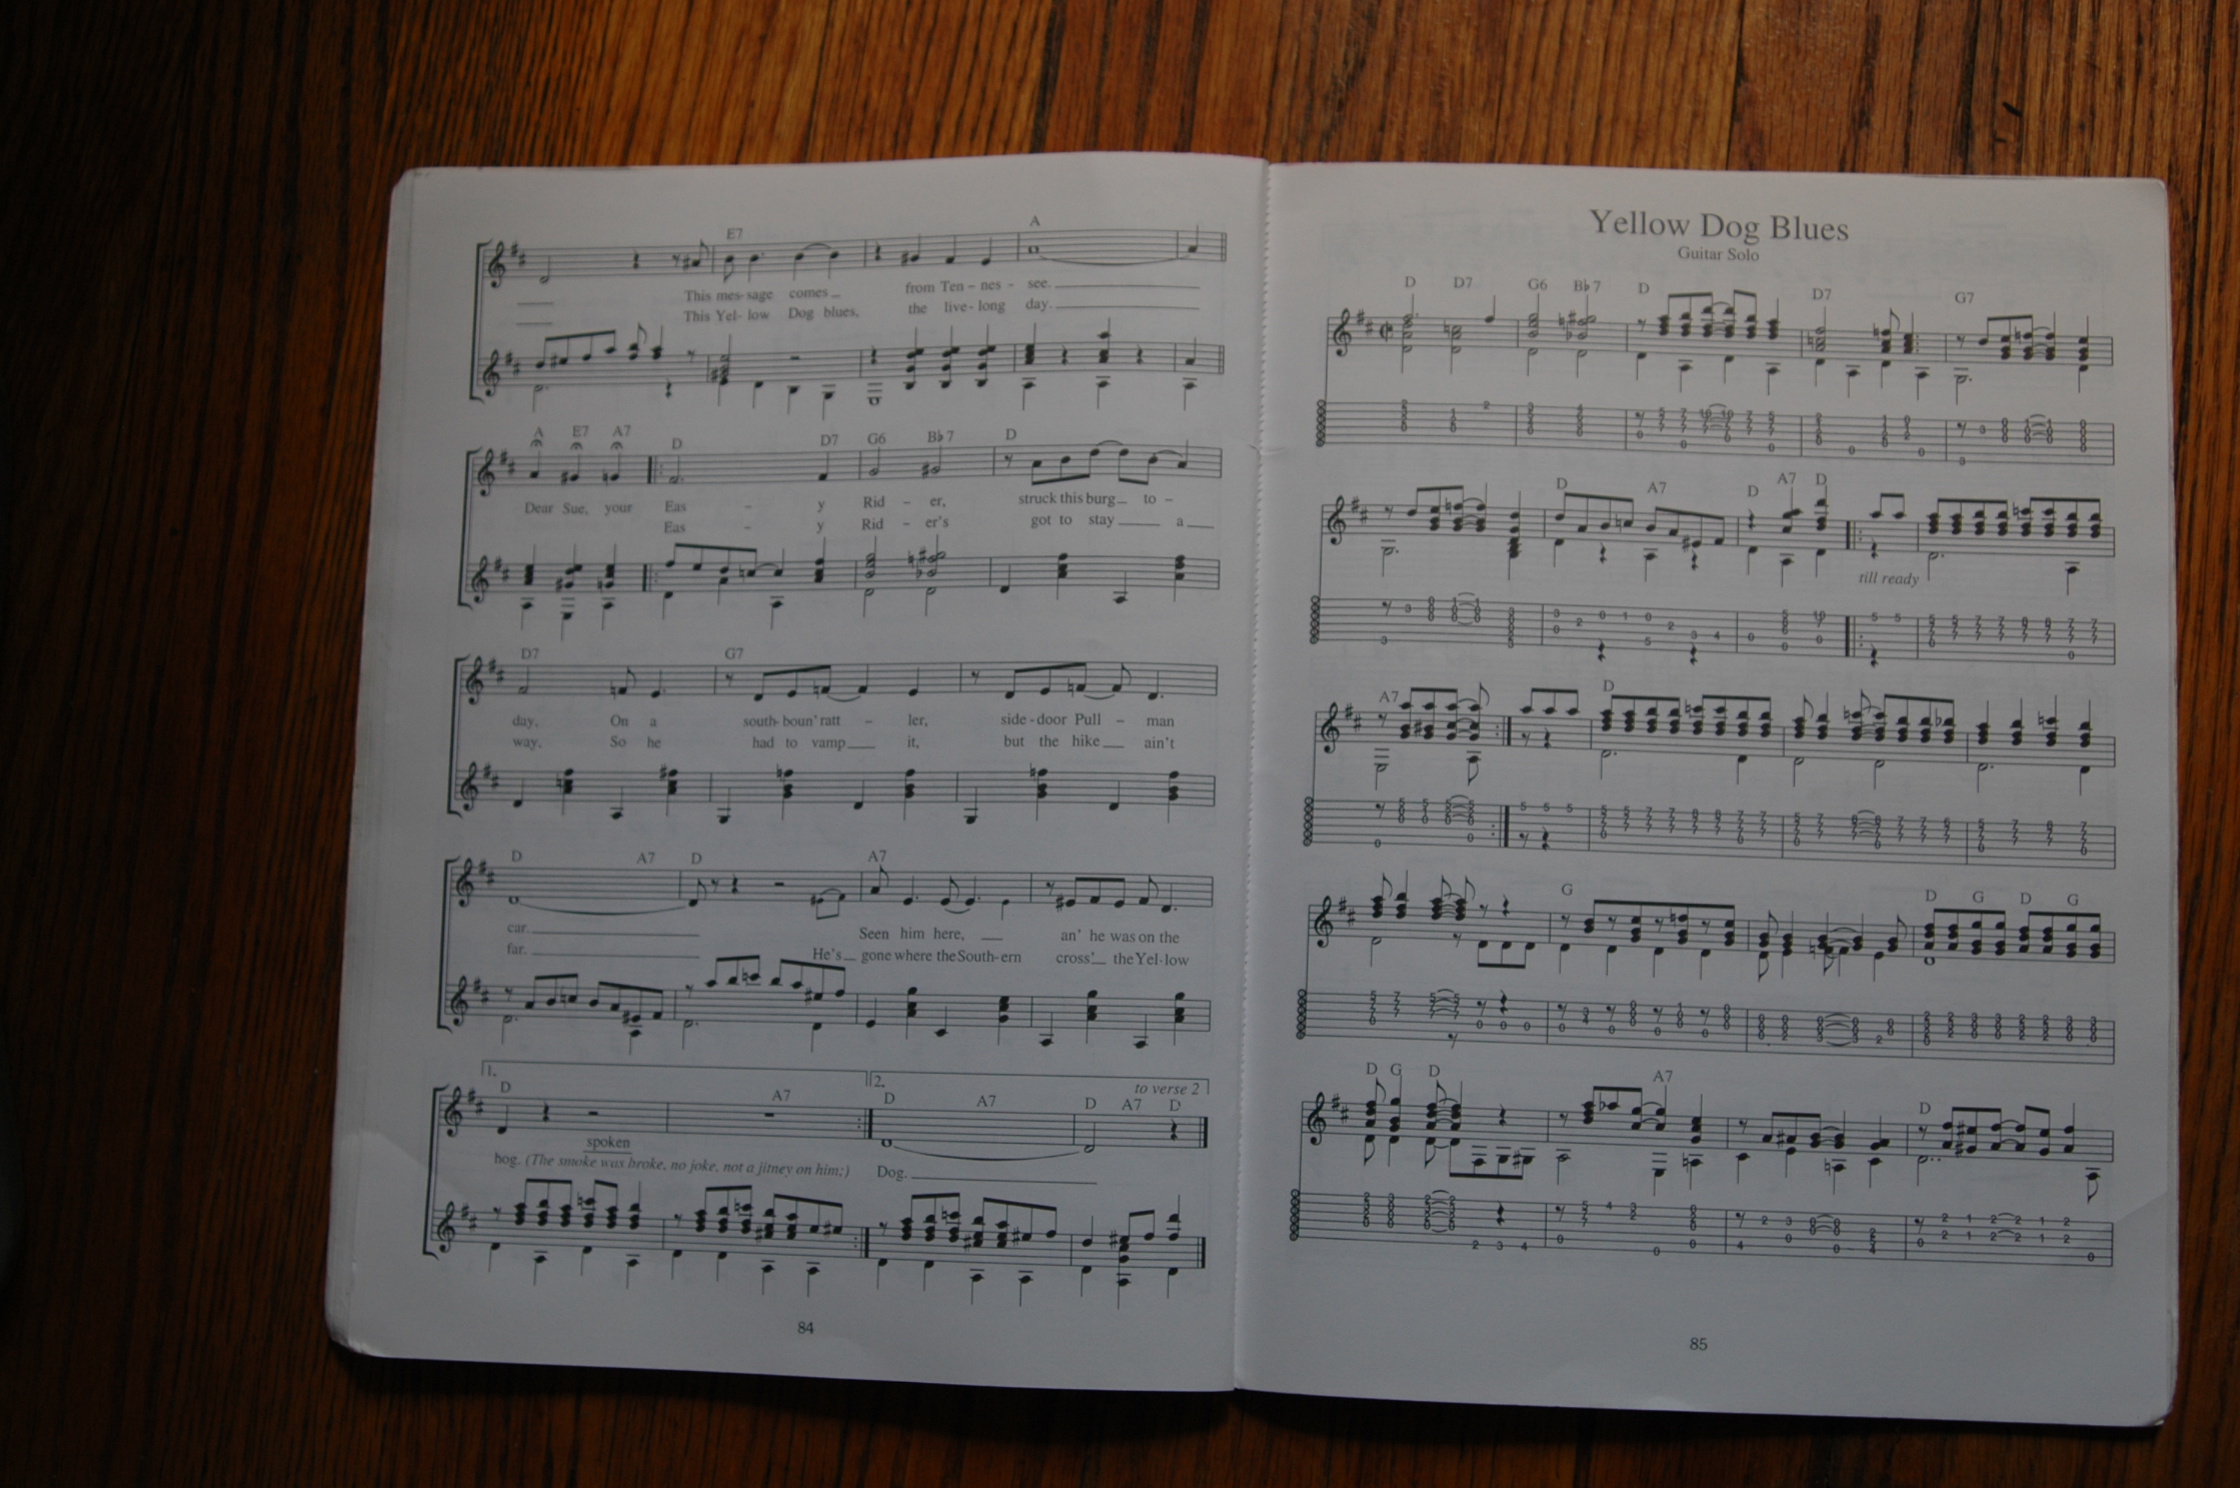 E7 A
This mes-sage comes_ from Ten-nes-see.
This Yel-low Dog blues, the live-long day.
A E7 A7 D D7 G6 B♭7 D
Dear Sue, your Eas - y Rid - er, struck this burg_ to -
Eas - y Rid - er's got to stay a
D7 G7
day, On a south-boun' ratt - ler, side-door Pull - man
way, So he had to vamp it, but the hike ain't
D A7 D A7
car. Seen him here, an' he was on the
far. He's_ gone where the South-ern cross'_ the Yel-low
1. 2. to verse 2
D A7 D A7 D A7 D
spoken
hog. (The smoke was broke, no joke, not a jitney on him;) Dog.
84
Yellow Dog Blues
Guitar Solo
D D7 G6 B♭7 D D7 G7
D A7 D A7 D
till ready
A7 D
G D G D G
D G D A7 D
85